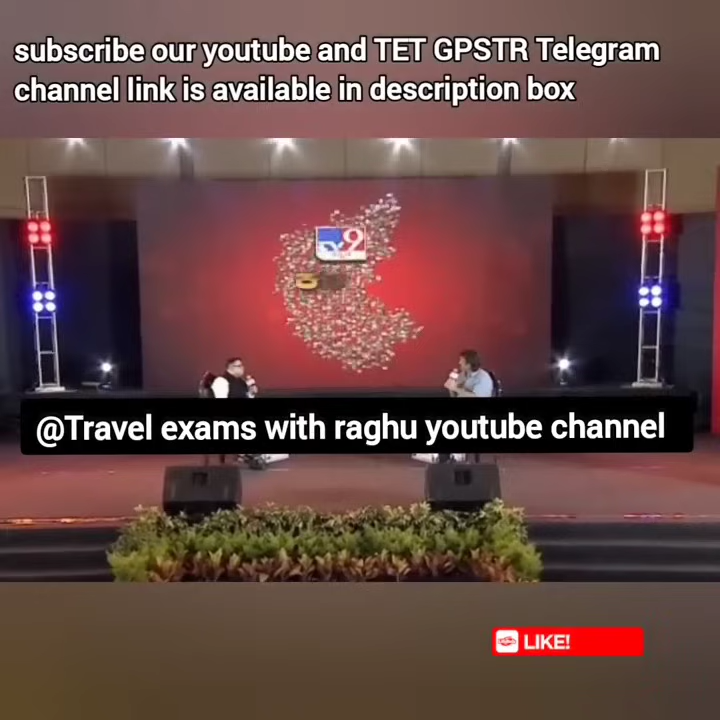 subscribe our youtube and TET GPSTR Telegram
channel link is available in description box
TV9
@Travel exams with raghu youtube channel
LIKE!